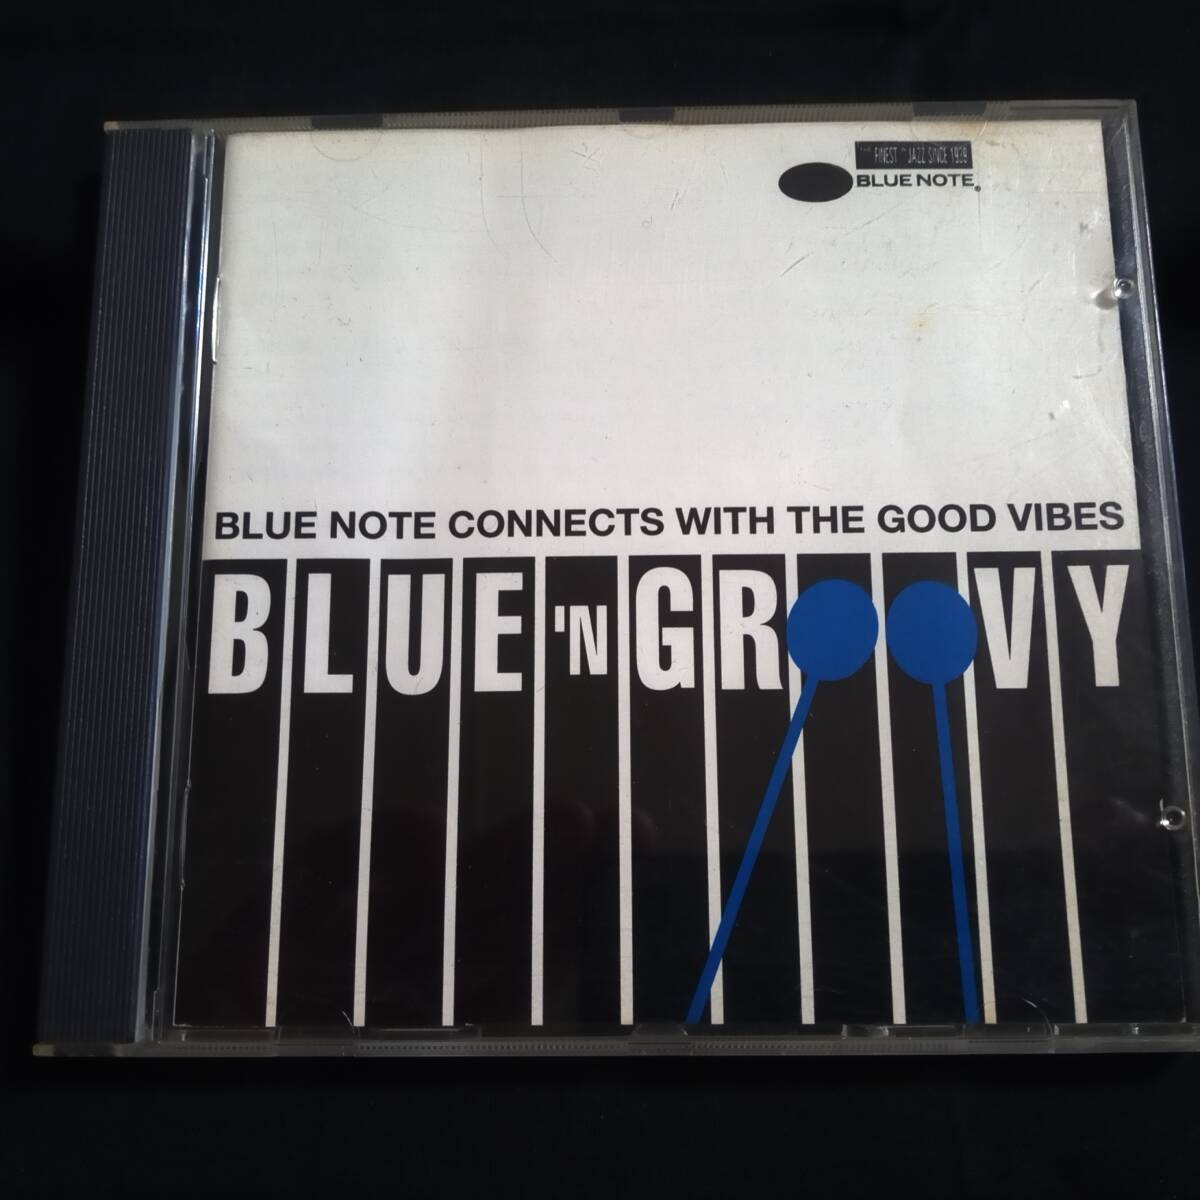 THE FINEST IN JAZZ SINCE 1939
BLUE NOTE®
BLUE NOTE CONNECTS WITH THE GOOD VIBES
BLUE 'N GROOVY